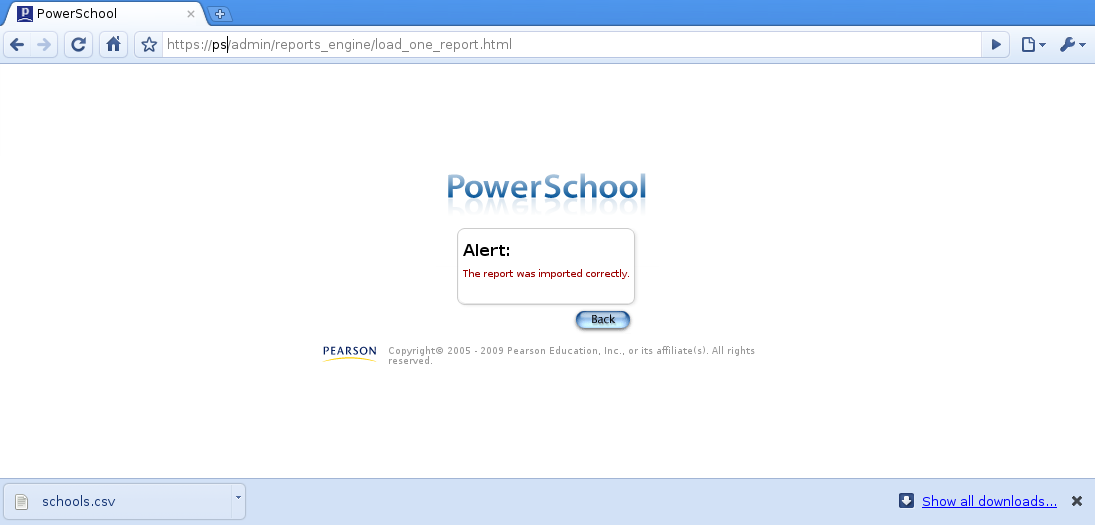 PowerSchool
https://ps/admin/reports_engine/load_one_report.html
PowerSchool
Alert:
The report was imported correctly.
Back
PEARSON
Copyright© 2005 - 2009 Pearson Education, Inc., or its affiliate(s). All rights
reserved.
schools.csv
Show all downloads...